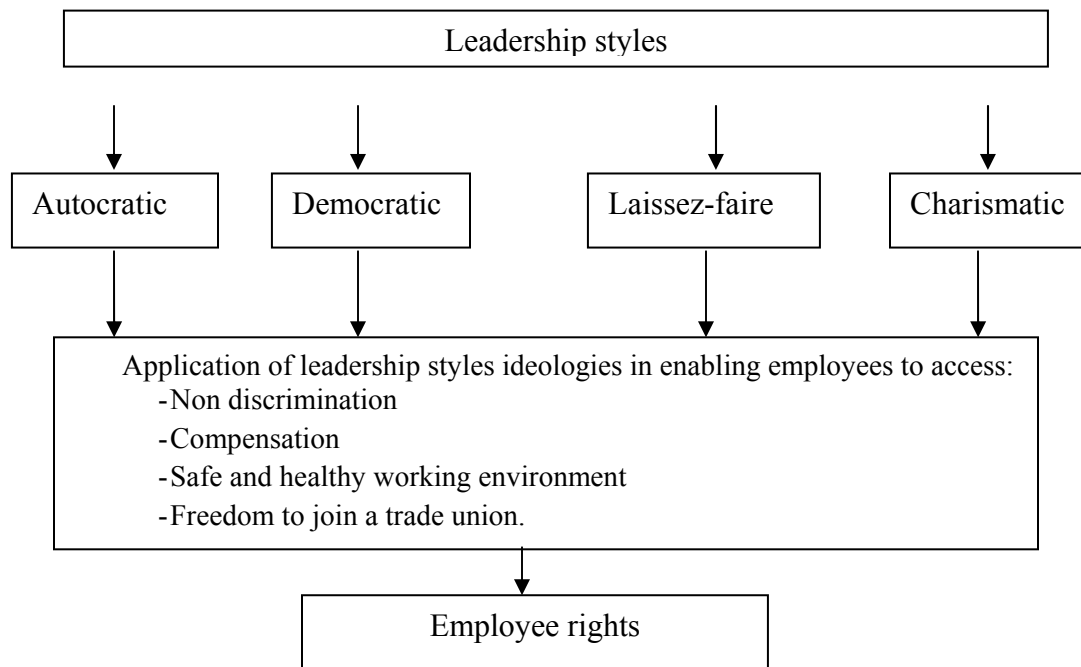 Leadership styles
Autocratic
Democratic
Laissez-faire
Charismatic
Application of leadership styles ideologies in enabling employees to access:
-Non discrimination
-Compensation
-Safe and healthy working environment
-Freedom to join a trade union.
Employee rights